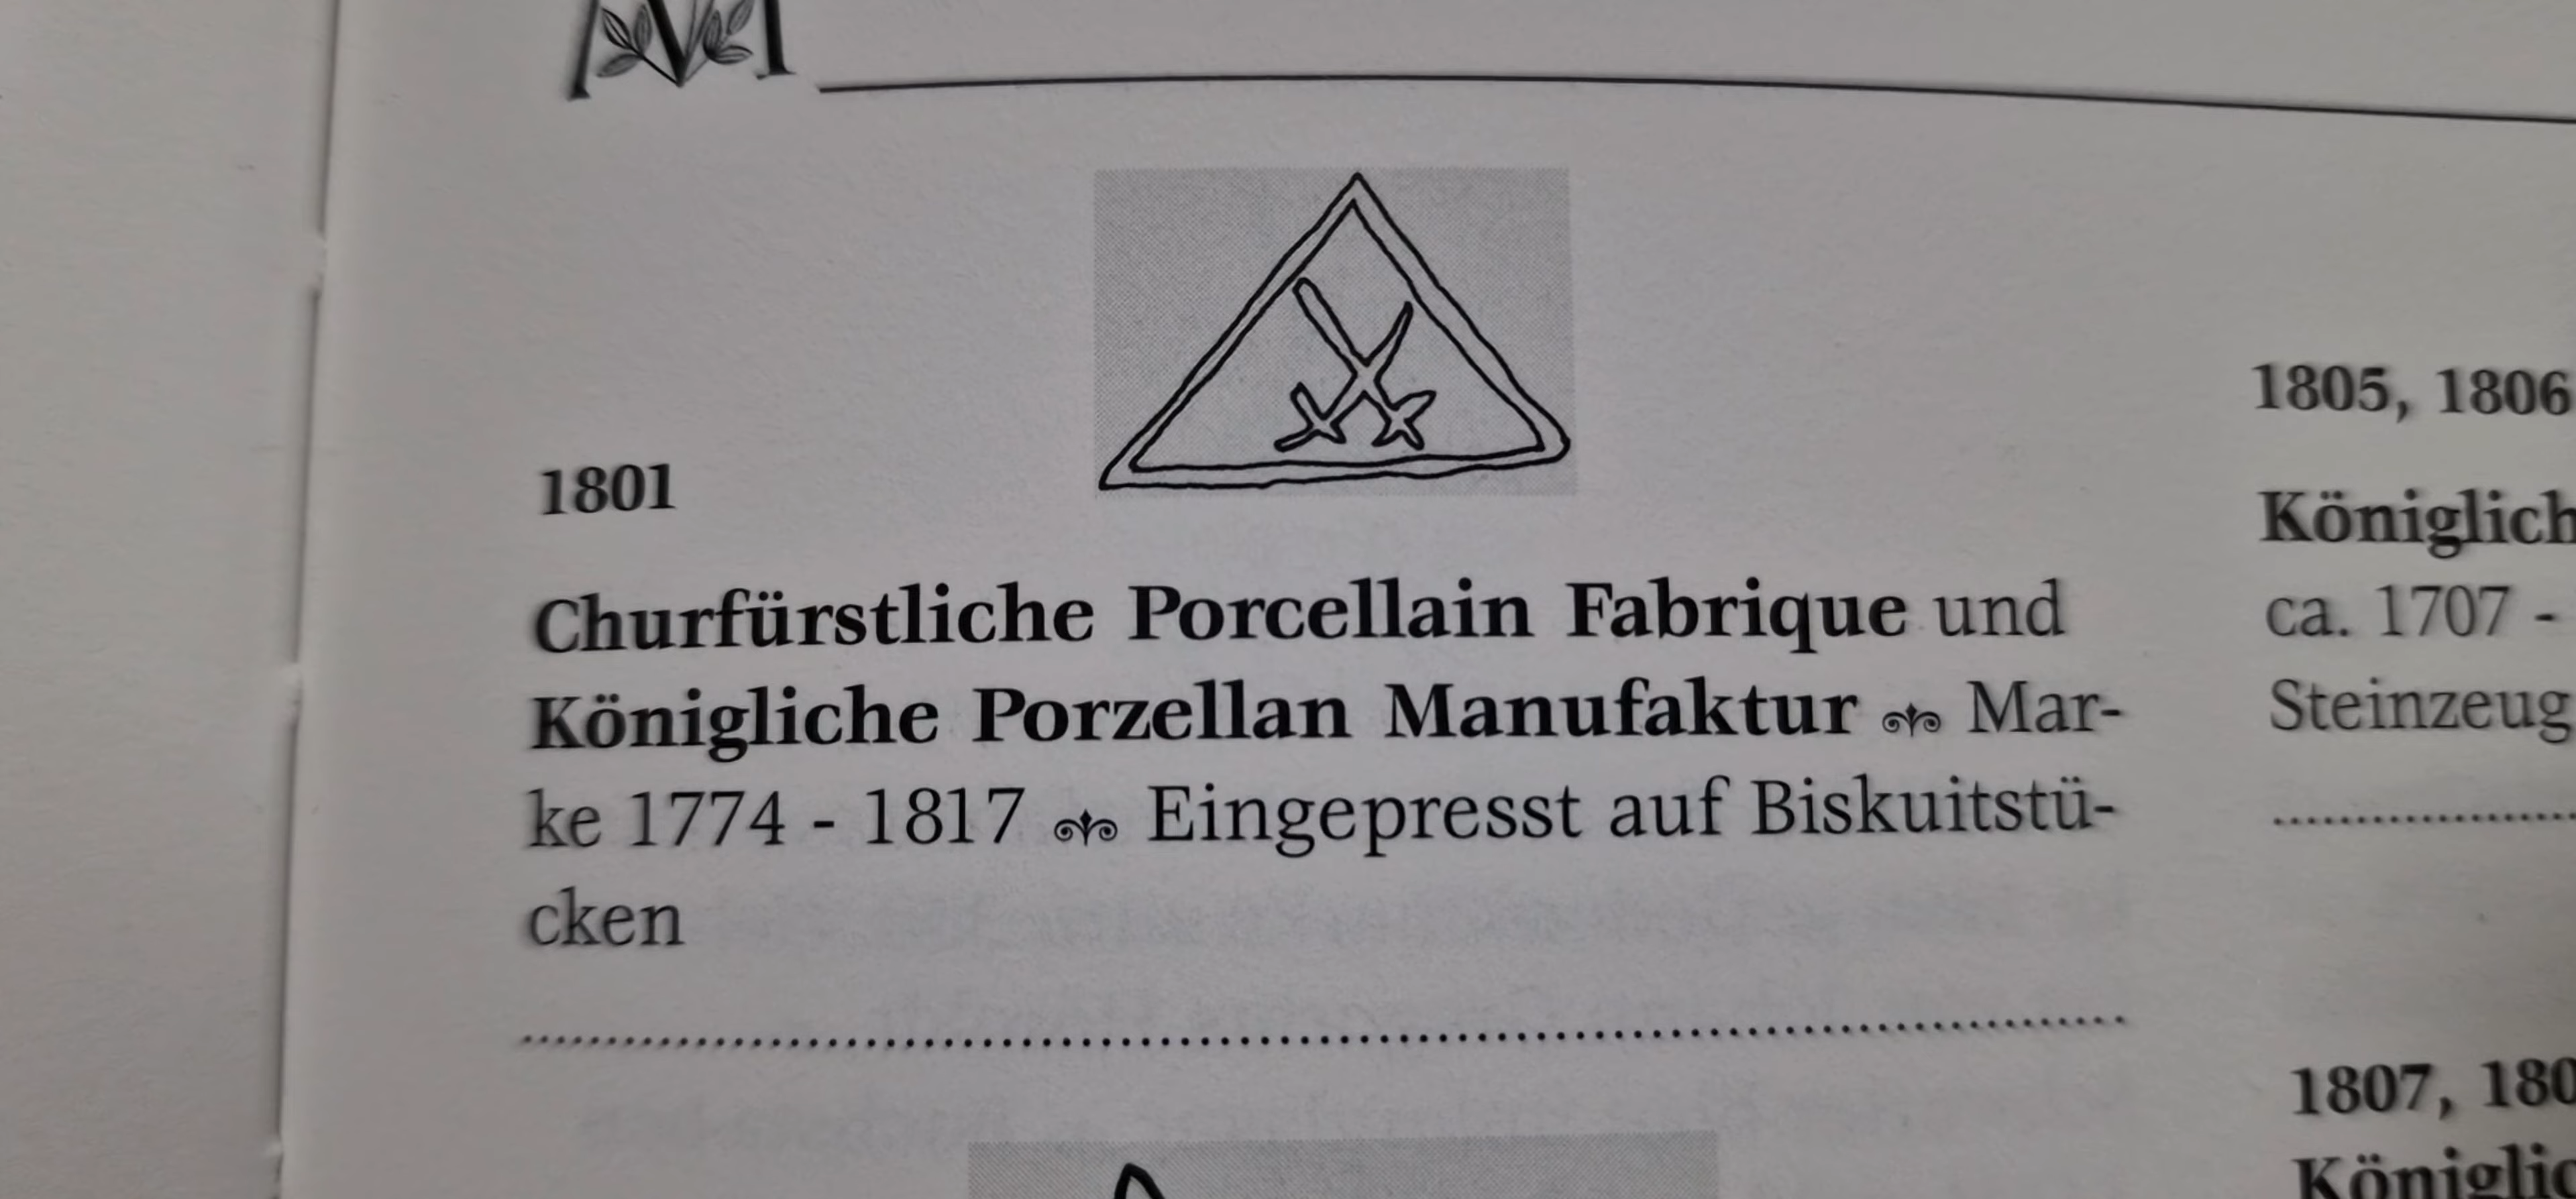 M
1801
Churfürstliche Porcellain Fabrique und
Königliche Porzellan Manufaktur Mar-
ke 1774 - 1817 Eingepresst auf Biskuitstü-
cken
1805, 1806
Königlich
ca. 1707 -
Steinzeug
1807, 180
Königlic